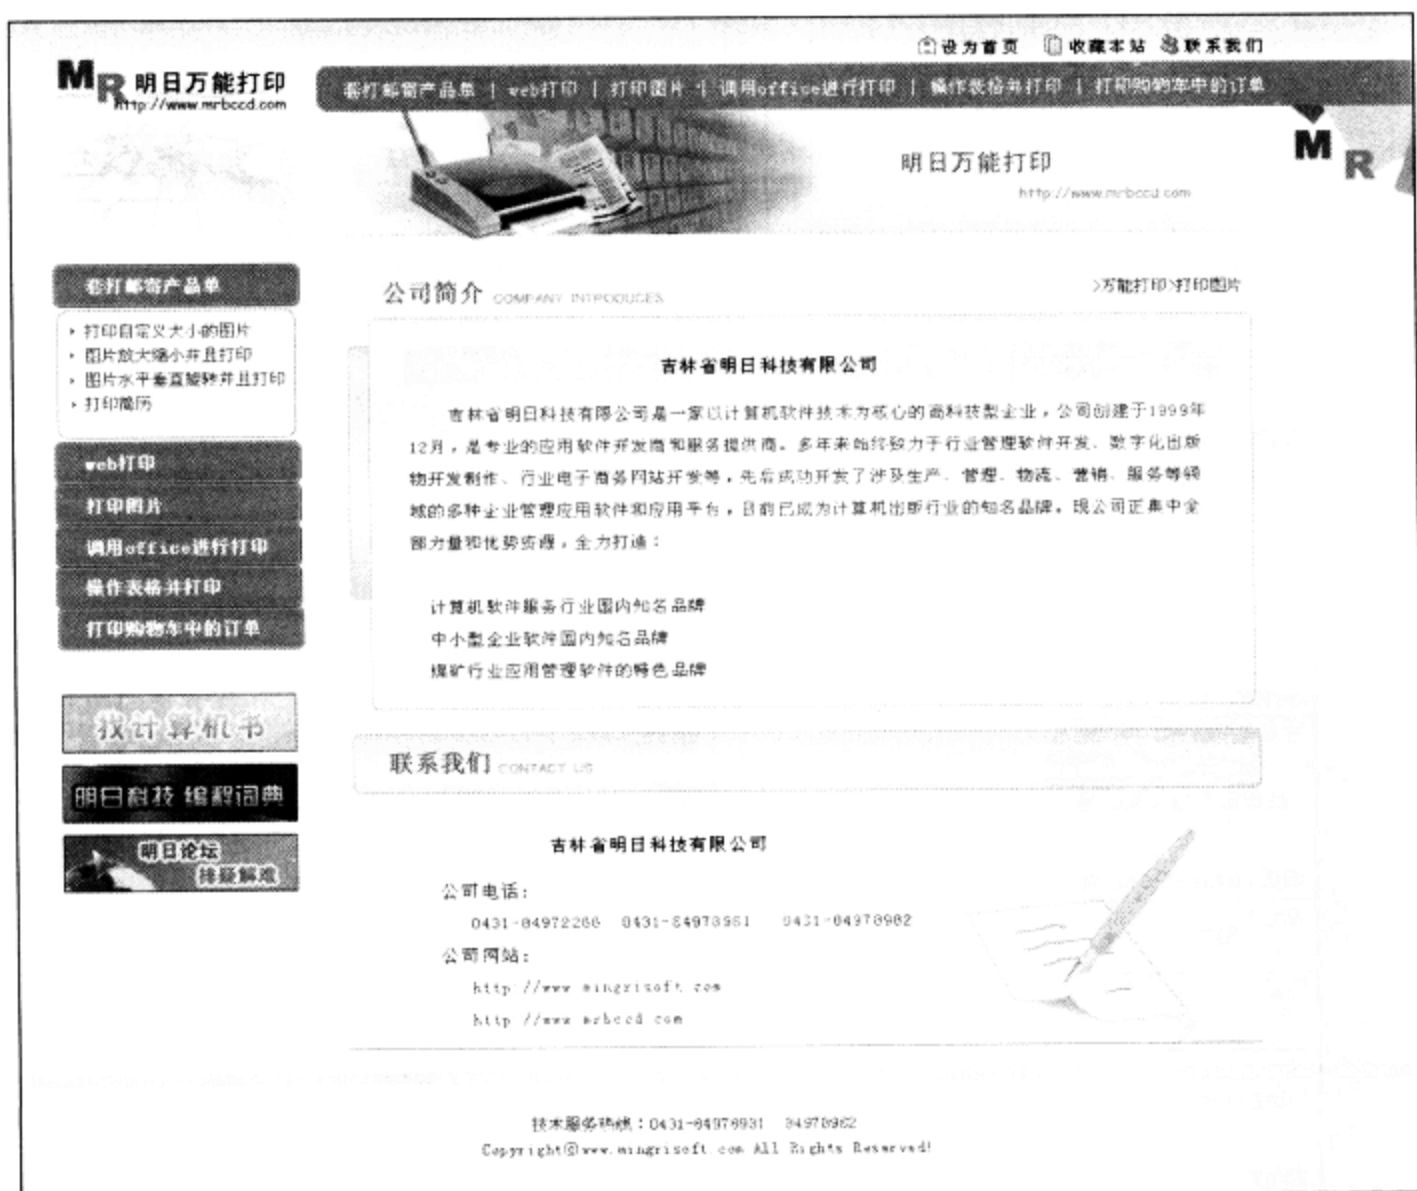 设为首页 收藏本站 联系我们
MR 明日万能打印
http://www.mrbccd.com
套打邮寄产品单 | web打印 | 打印图片 | 调用office进行打印 | 操作表格并打印 | 打印购物车中的订单
明日万能打印
http://www.mrbccd.com
M R
套打邮寄产品单
打印自定义大小的图片
图片放大缩小并且打印
图片水平垂直旋转并且打印
打印简历
web打印
打印图片
调用office进行打印
操作表格并打印
打印购物车中的订单
找计算机书
明日科技 编程词典
明日论坛
排疑解难
公司简介 COMPANY INTRODUCES
>万能打印>打印图片
吉林省明日科技有限公司
吉林省明日科技有限公司是一家以计算机软件技术为核心的高科技型企业，公司创建于1999年
12月，是专业的应用软件开发商和服务提供商。多年来始终致力于行业管理软件开发、数字化出版
物开发制作、行业电子商务网站开发等，先后成功开发了涉及生产、管理、物流、营销、服务等领
域的多种企业管理应用软件和应用平台，目前已成为计算机出版行业的知名品牌。现公司正集中全
部力量和优势资源，全力打造：
计算机软件服务行业国内知名品牌
中小型企业软件国内知名品牌
煤矿行业应用管理软件的特色品牌
联系我们 CONTACT US
吉林省明日科技有限公司
公司电话：
0431-84978981 0431-84978982
公司网站：
http://www.mingrisoft.com
http://www.mrbccd.com
技术服务热线：0431-84978981 84978982
Copyright©www.mingrisoft.com All Rights Reserved!